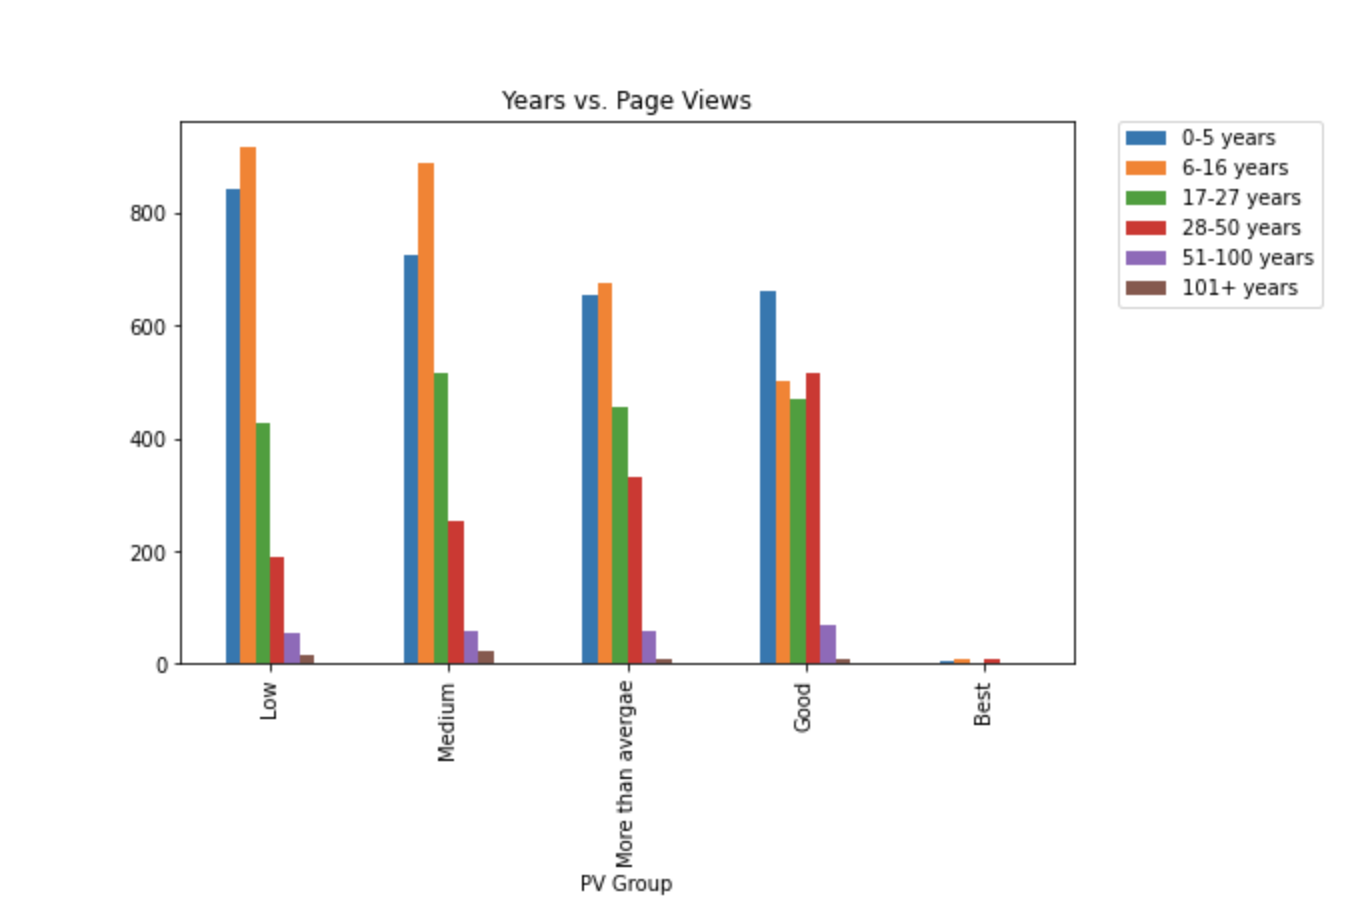 Years vs. Page Views
0-5 years
6-16 years
17-27 years
28-50 years
51-100 years
101+ years
800
600
400
200
0
Low
Medium
More than avergae
Good
Best
PV Group